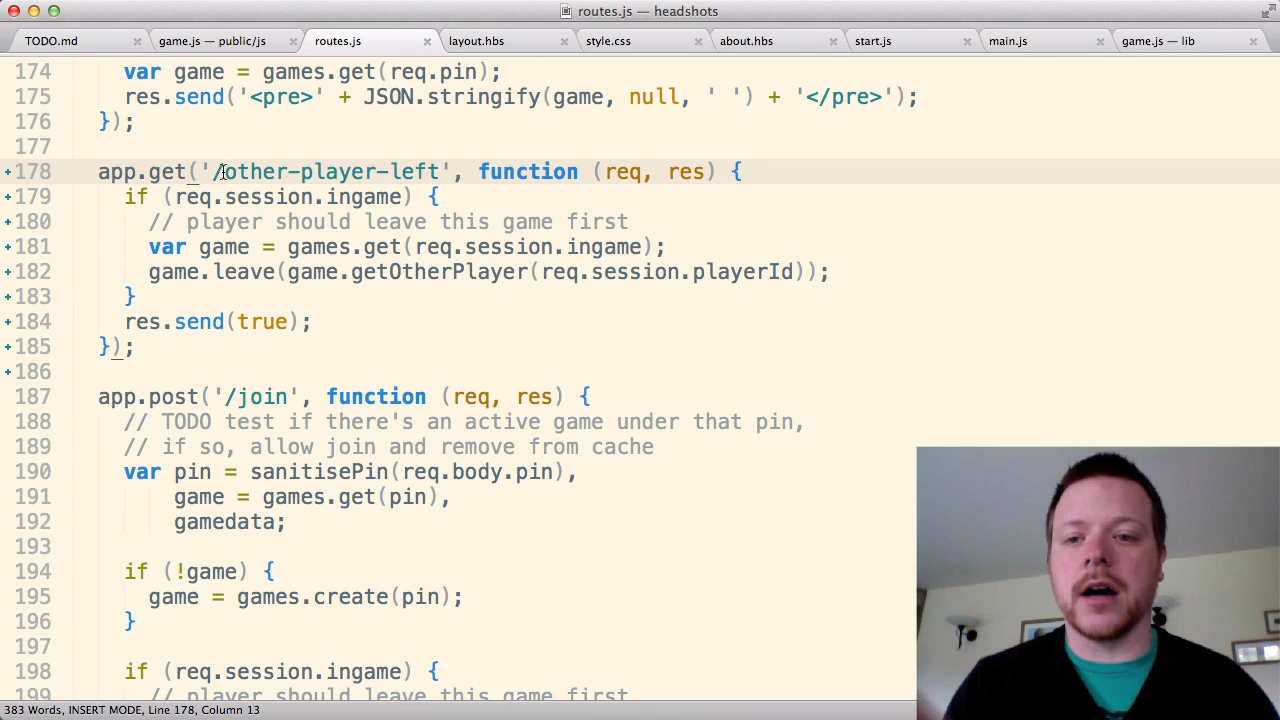 routes.js — headshots
TODO.md game.js — public/js routes.js layout.hbs style.css about.hbs start.js main.js game.js — lib
174 var game = games.get(req.pin);
175 res.send('<pre>' + JSON.stringify(game, null, ' ') + '</pre>');
176 });
177
178 app.get('/other-player-left', function (req, res) {
179 if (req.session.ingame) {
180 // player should leave this game first
181 var game = games.get(req.session.ingame);
182 game.leave(game.getOtherPlayer(req.session.playerId));
183 }
184 res.send(true);
185 });
186
187 app.post('/join', function (req, res) {
188 // TODO test if there's an active game under that pin,
189 // if so, allow join and remove from cache
190 var pin = sanitisePin(req.body.pin),
191 game = games.get(pin),
192 gamedata;
193
194 if (!game) {
195 game = games.create(pin);
196 }
197
198 if (req.session.ingame) {
199 // player should leave this game first
383 Words, INSERT MODE, Line 178, Column 13